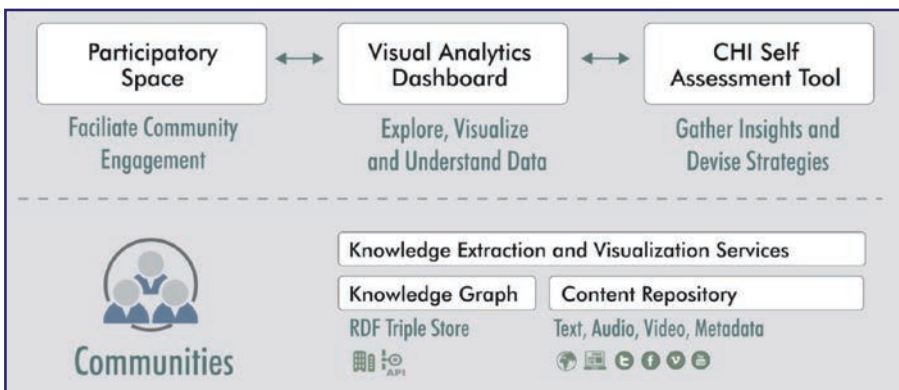 Participatory
Space
Visual Analytics
Dashboard
CHI Self
Assessment Tool
Faciliate Community
Engagement
Explore, Visualize
and Understand Data
Gather Insights and
Devise Strategies
Knowledge Extraction and Visualization Services
Knowledge Graph
Content Repository
RDF Triple Store
Text, Audio, Video, Metadata
API
Communities